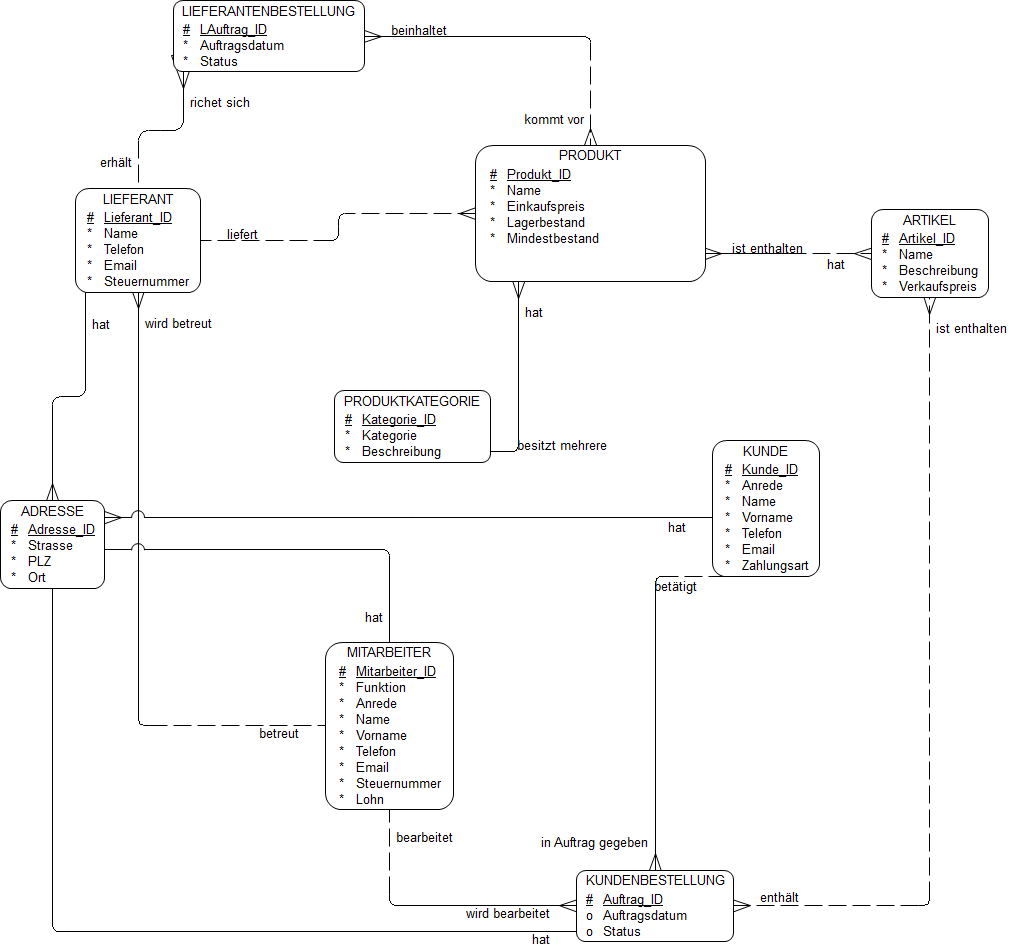 LIEFERANTENBESTELLUNG
# LAuftrag_ID
* Auftragsdatum
* Status
beinhaltet
richet sich
kommt vor
erhält
PRODUKT
# Produkt_ID
* Name
* Einkaufspreis
* Lagerbestand
* Mindestbestand
LIEFERANT
# Lieferant_ID
* Name
* Telefon
* Email
* Steuernummer
liefert
ARTIKEL
# Artikel_ID
* Name
* Beschreibung
* Verkaufspreis
ist enthalten
hat
hat
wird betreut
hat
ist enthalten
PRODUKTKATEGORIE
# Kategorie_ID
* Kategorie
* Beschreibung
besitzt mehrere
KUNDE
# Kunde_ID
* Anrede
* Name
* Vorname
* Telefon
* Email
* Zahlungsart
ADRESSE
# Adresse_ID
* Strasse
* PLZ
* Ort
hat
betätigt
hat
MITARBEITER
# Mitarbeiter_ID
* Funktion
* Anrede
* Name
* Vorname
* Telefon
* Email
* Steuernummer
* Lohn
betreut
bearbeitet
in Auftrag gegeben
KUNDENBESTELLUNG
# Auftrag_ID
o Auftragsdatum
o Status
enthält
wird bearbeitet
hat